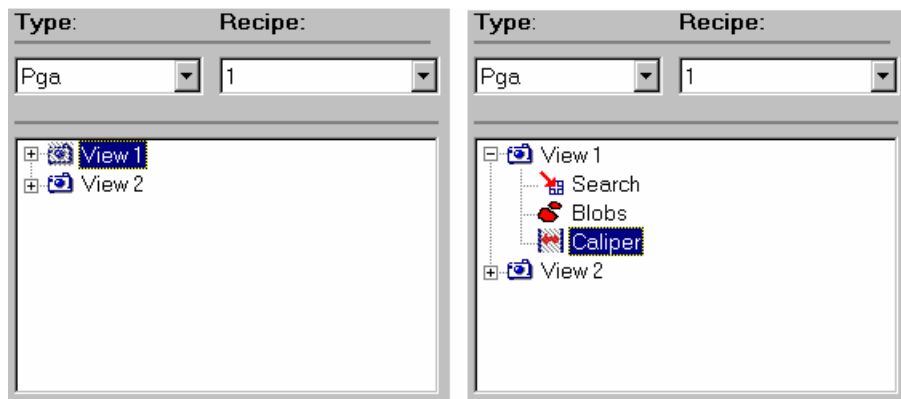 Type: Recipe:
Pga 1
View 1
View 2
Type: Recipe:
Pga 1
View 1
Search
Blobs
Caliper
View 2